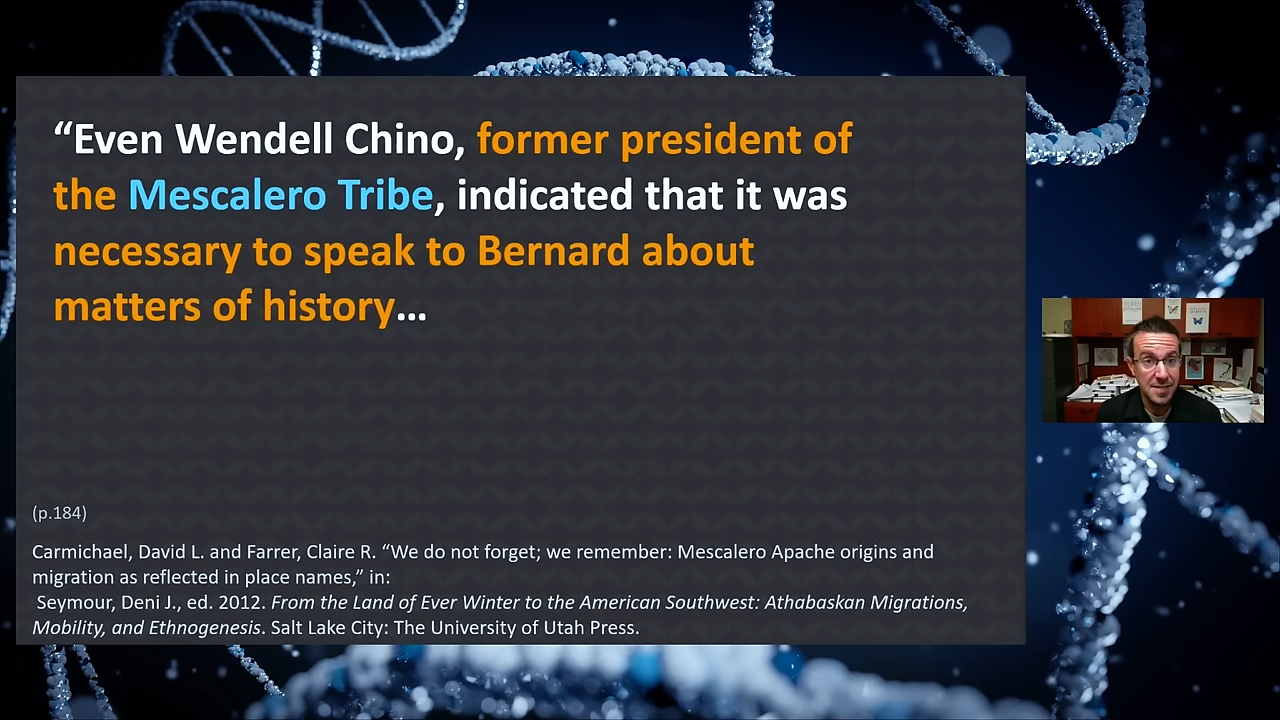 “Even Wendell Chino, former president of
the Mescalero Tribe, indicated that it was
necessary to speak to Bernard about
matters of history…
(p.184)
Carmichael, David L. and Farrer, Claire R. “We do not forget; we remember: Mescalero Apache origins and
migration as reflected in place names,” in:
Seymour, Deni J., ed. 2012. From the Land of Ever Winter to the American Southwest: Athabaskan Migrations,
Mobility, and Ethnogenesis. Salt Lake City: The University of Utah Press.